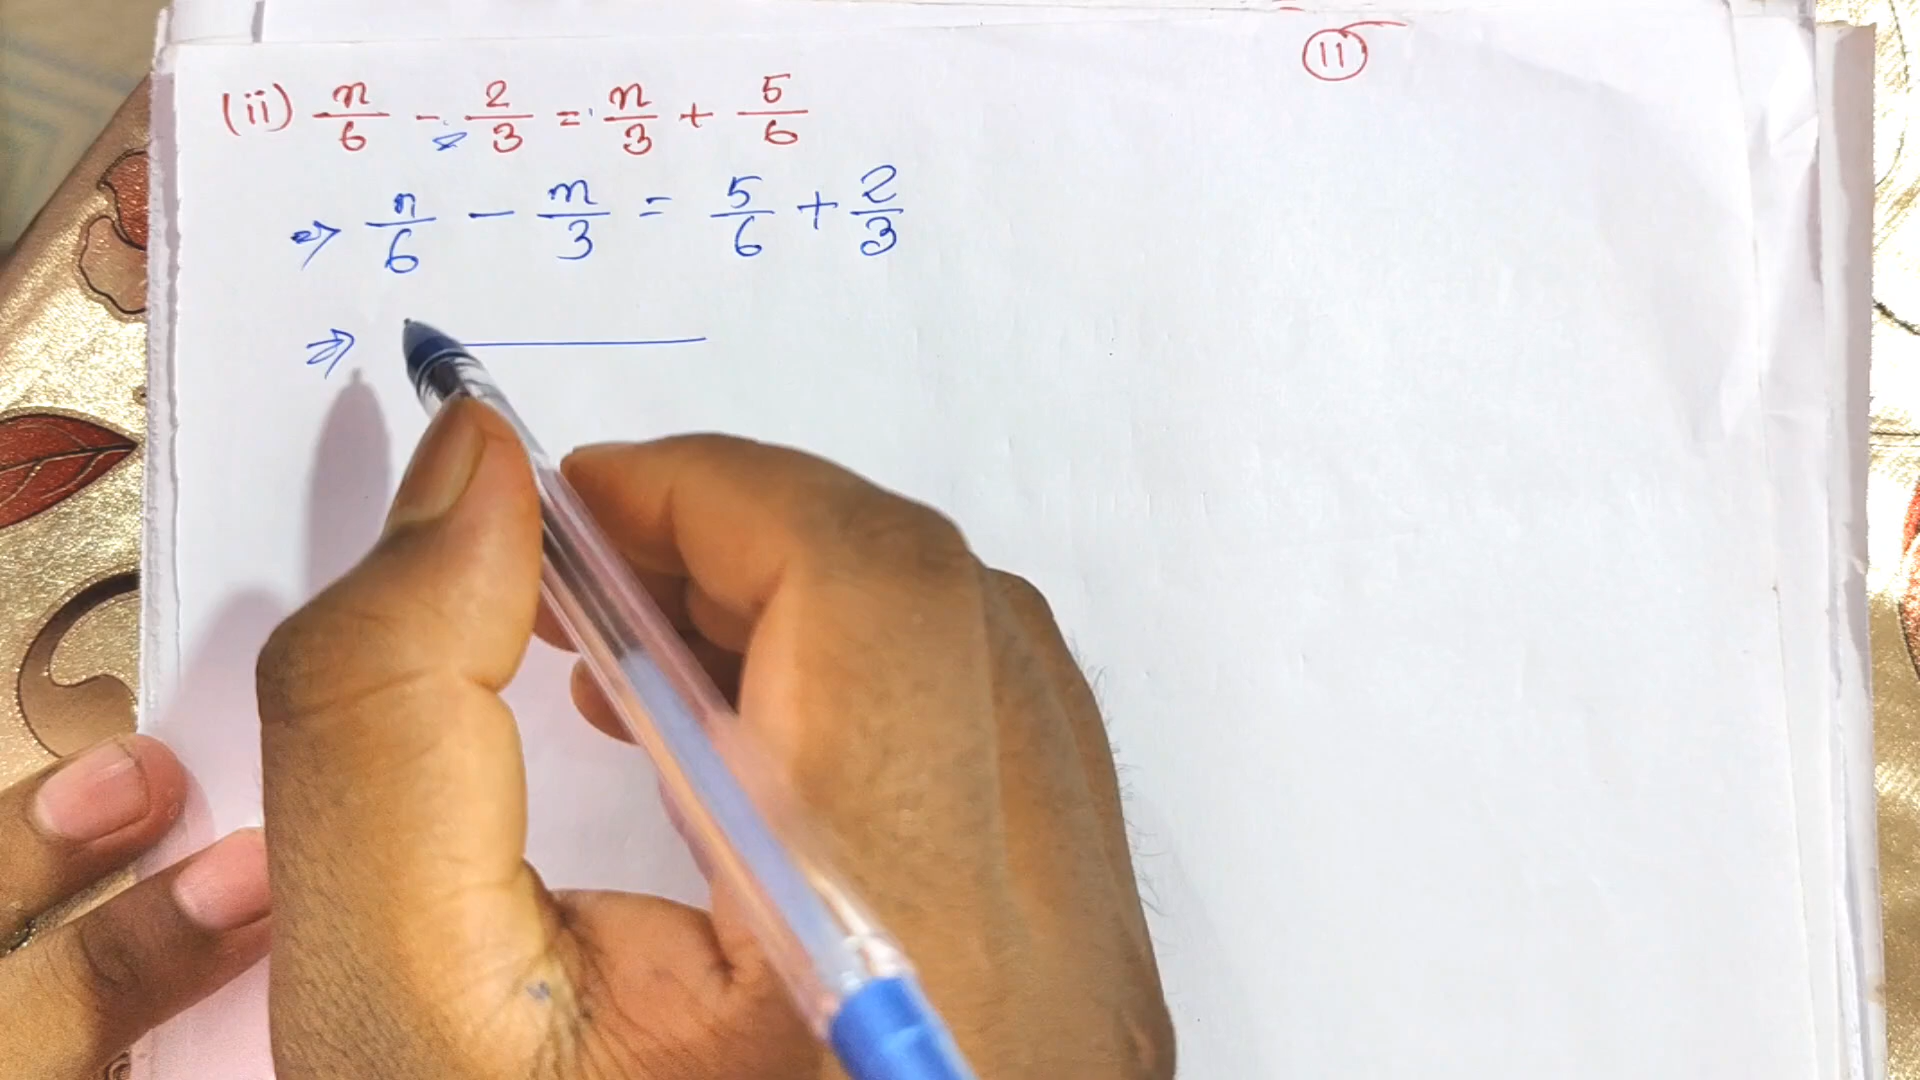 11
(ii) n/6 - 2/3 = n/3 + 5/6
⇒ n/6 - n/3 = 5/6 + 2/3
⇒